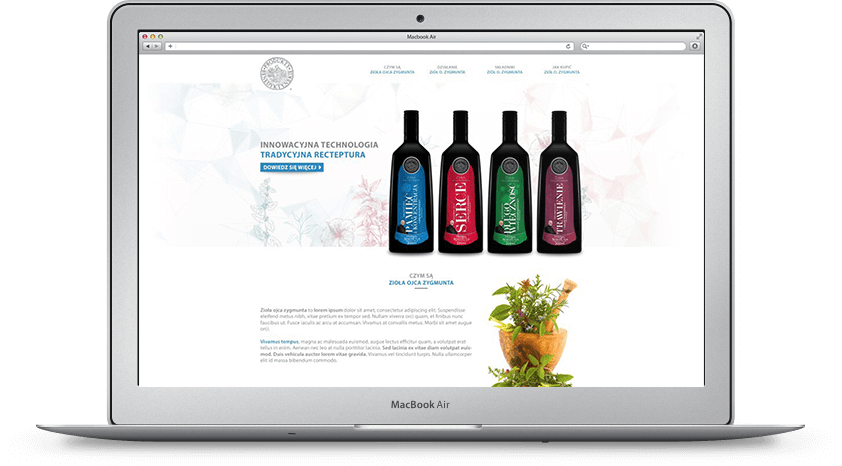 Macbook Air
CZYM SĄ
ZIOŁA OJCA ZYGMUNTA
DZIAŁANIE
ZIÓŁ O. ZYGMUNTA
SKŁADNIKI
ZIÓŁ O. ZYGMUNTA
JAK KUPIĆ
ZIÓŁ O. ZYGMUNTA
INNOWACYJNA TECHNOLOGIA
TRADYCYJNA RECTEPTURA
DOWIEDZ SIĘ WIĘCEJ
PAMIĘĆ
I KONCENTRACJA
SERCE
TRAWIENIE
CZYM SĄ
ZIOŁA OJCA ZYGMUNTA
Zioła ojca zygmunta to lorem ipsum dolor sit amet, consectetur adipiscing elit. Suspendisse
eleifend metus nibh, vitae pretium ex tempor sed. Nullam viverra orci quam, et finibus nunc
faucibus ut. Fusce iaculis ac arcu at accumsan. Vivamus at convallis metus. Morbi sit amet augue
orci.
Vivamus tempus, magna ac malesuada euismod, augue lectus efficitur quam, a volutpat erat
tellus in enim. Aenean nec leo at nulla porttitor lacinia. Sed lacinia ex vitae diam volutpat euis-
mod. Duis vehicula aucter lorem vitae gravida. Vivamus vel tincidunt turpis. Nulla ullamcorper
elit id massa bibendum commodo.
MacBook Air